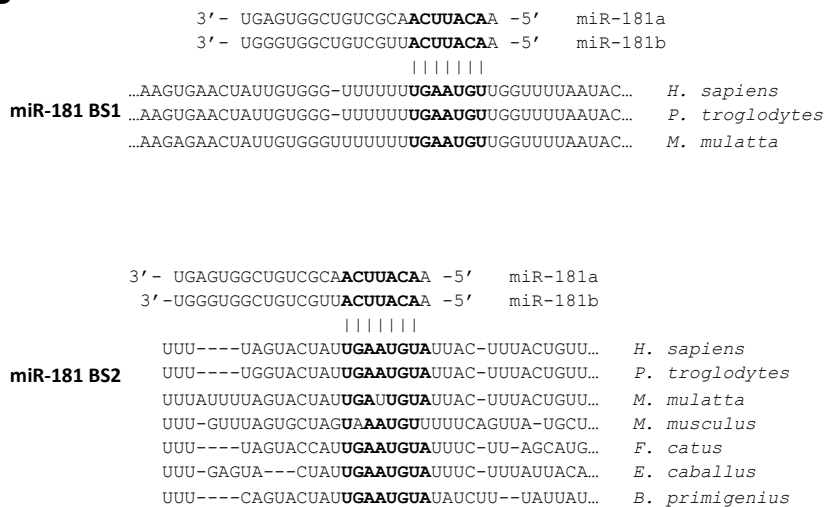 3’- UGAGUGGCUGUCGCAACUUACAA -5’ miR-181a
3’- UGGGUGGCUGUCGUUACUUACAA -5’ miR-181b
|||||||
…AAGUGAACUAUUGUGGG-UUUUUUUGAAUGUUGGUUUUAAUAC… H. sapiens
miR-181 BS1 …AAGUGAACUAUUGUGGG-UUUUUUUGAAUGUUGGUUUUAAUAC… P. troglodytes
…AAGAGAACUAUUGUGGGUUUUUUUUGAAUGUUGGUUUUAAUAC… M. mulatta
3’- UGAGUGGCUGUCGCAACUUACAA -5’ miR-181a
3’-UGGGUGGCUGUCGUUACUUACAA -5’ miR-181b
|||||||
UUU----UAGUACUAUUGAAUGUAUUAC-UUUACUGUU… H. sapiens
miR-181 BS2 UUU----UGGUACUAUUGAAUGUAUUAC-UUUACUGUU… P. troglodytes
UUUAUUUUAGUACUAUUGAUUGUAUUAC-UUUACUGUU… M. mulatta
UUU-GUUUAGUGCUAGUAAAUGUUUUUCAGUUA-UGCU… M. musculus
UUU----UAGUACCAUUGAAUGUAUUUC-UU-AGCAUG… F. catus
UUU-GAGUA---CUAUUGAAUGUAUUUC-UUUAUUACA… E. caballus
UUU----CAGUACUAUUGAAUGUAUAUCUU--UAUUAU… B. primigenius